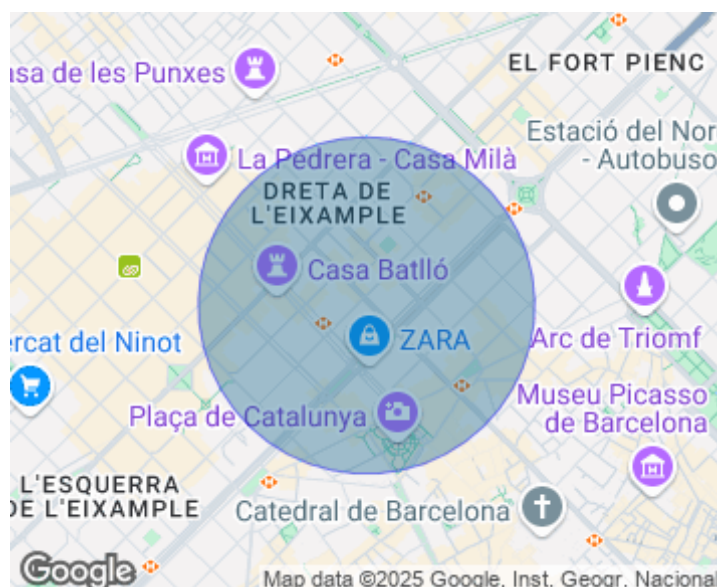 asa de les Punxes
EL FORT PIENC
Estació del Nor
- Autobuso
La Pedrera - Casa Milà
DRETA DE
L'EIXAMPLE
Casa Batlló
ercat del Ninot
ZARA
Arc de Triomf
Plaça de Catalunya
Museu Picasso
de Barcelona
L'ESQUERRA
DE L'EIXAMPLE
Catedral de Barcelona
Google
Map data ©2025 Google, Inst. Geogr. Nacional